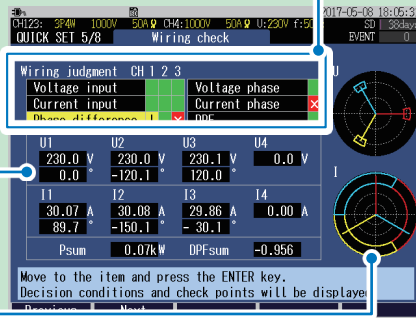 2017-05-08 18:05:3
CH123: 3P4W 1000V 50A CH4:1000V 50A U:230V f:50
SD 38day
QUICK SET 5/8 Wiring check EVENT 0
Wiring judgment CH 1 2 3
Voltage input Voltage phase
Current input Current phase ×
Phase difference ! × DPF
U
U1 U2 U3 U4
230.0 V 230.0 V 230.1 V 0.0 V
0.0 ° -120.1 ° 120.0 °
I
I1 I2 I3 I4
30.07 A 30.08 A 29.86 A 0.00 A
89.7 ° -150.1 ° - 30.1 °
Psum 0.07kW DPFsum -0.956
Move to the item and press the ENTER key.
Decision conditions and check points will be displaye
Previous Next